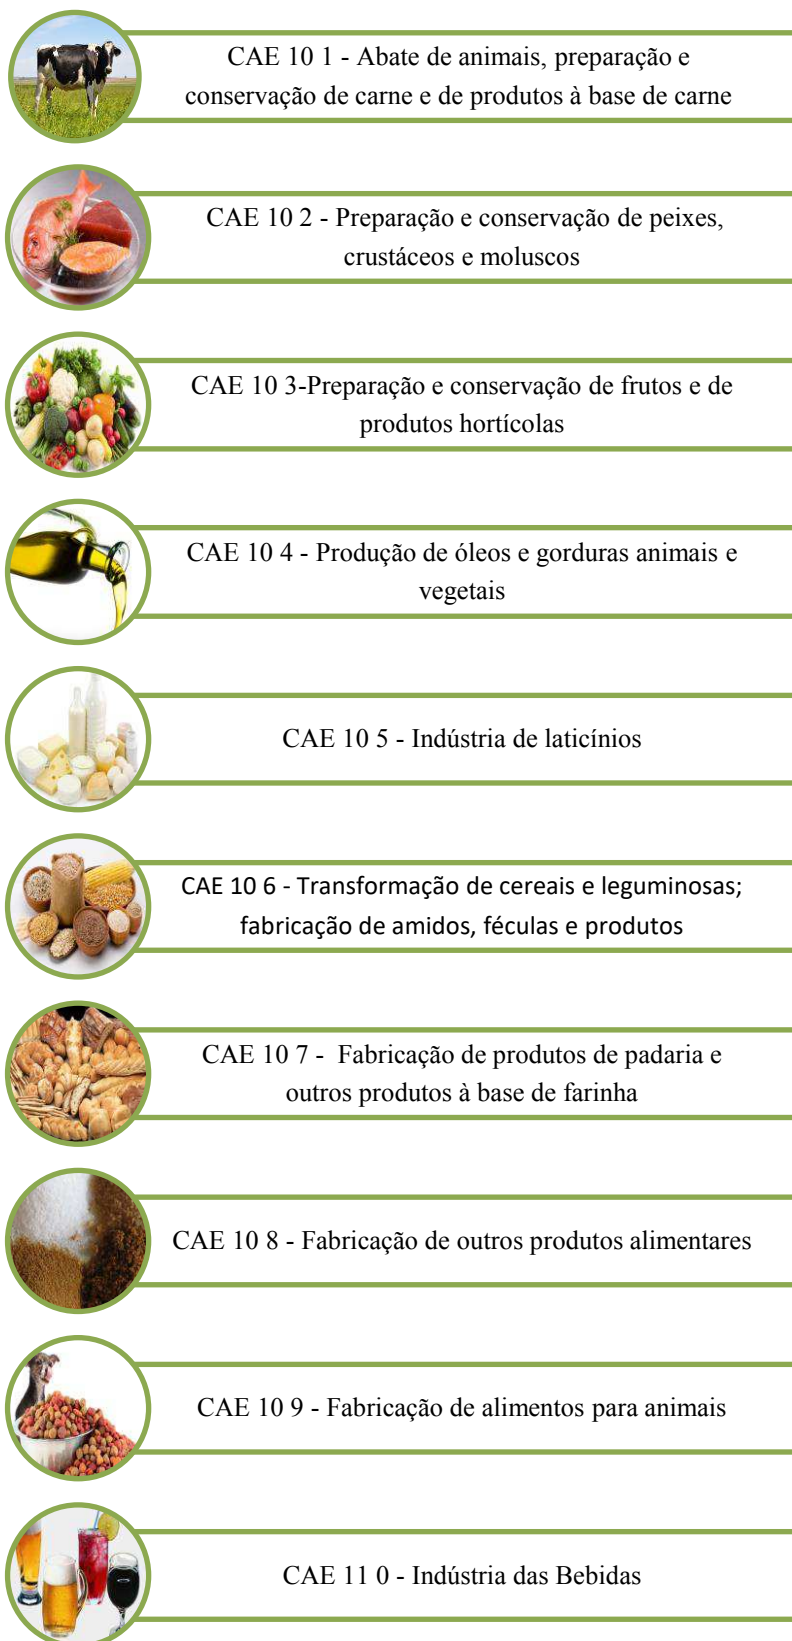 CAE 10 1 - Abate de animais, preparação e
conservação de carne e de produtos à base de carne
CAE 10 2 - Preparação e conservação de peixes,
crustáceos e moluscos
CAE 10 3-Preparação e conservação de frutos e de
produtos hortícolas
CAE 10 4 - Produção de óleos e gorduras animais e
vegetais
CAE 10 5 - Indústria de laticínios
CAE 10 6 - Transformação de cereais e leguminosas;
fabricação de amidos, féculas e produtos
CAE 10 7 - Fabricação de produtos de padaria e
outros produtos à base de farinha
CAE 10 8 - Fabricação de outros produtos alimentares
CAE 10 9 - Fabricação de alimentos para animais
CAE 11 0 - Indústria das Bebidas